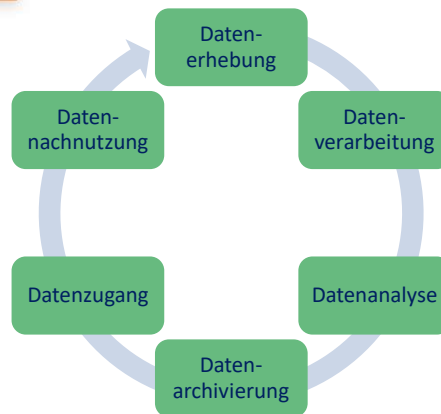 Daten-
erhebung
Daten-
verarbeitung
Datenanalyse
Daten-
archivierung
Datenzugang
Daten-
nachnutzung